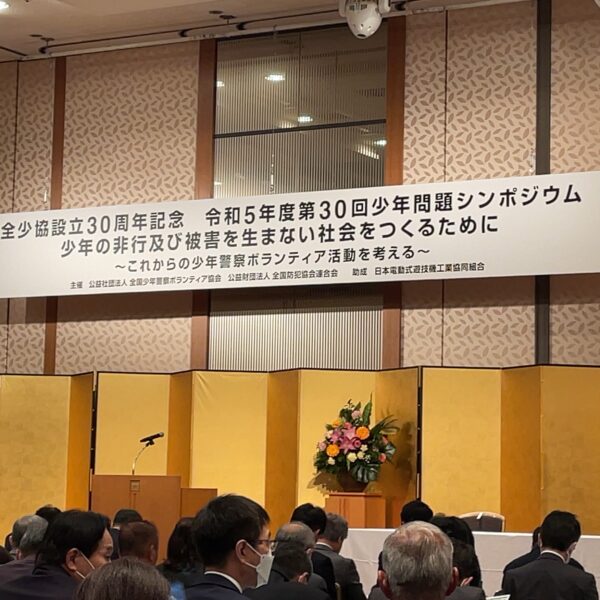 全少協設立30周年記念　令和5年度第30回少年問題シンポジウム
少年の非行及び被害を生まない社会をつくるために
～これからの少年警察ボランティア活動を考える～
主催　公益社団法人 全国少年警察ボランティア協会　公益財団法人 全国防犯協会連合会　助成　日本電動式遊技機工業協同組合